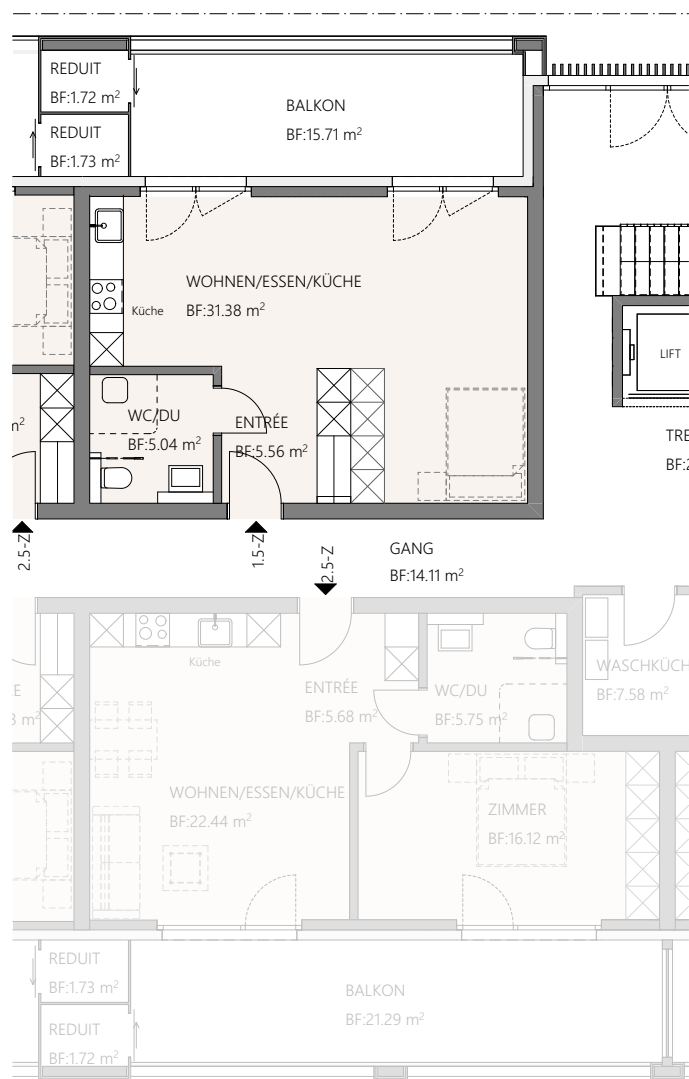 REDUIT
BF:1.72 m²
REDUIT
BF:1.73 m²
BALKON
BF:15.71 m²
WOHNEN/ESSEN/KÜCHE
BF:31.38 m²
Küche
LIFT
m²
WC/DU
BF:5.04 m²
ENTRÉE
BF:5.56 m²
2.5-Z
1.5-Z
2.5-Z
GANG
BF:14.11 m²
Küche
ENTRÉE
BF:5.68 m²
WC/DU
BF:5.75 m²
BF:7.58 m²
WOHNEN/ESSEN/KÜCHE
BF:22.44 m²
ZIMMER
BF:16.12 m²
REDUIT
BF:1.73 m²
REDUIT
BF:1.72 m²
BALKON
BF:21.29 m²